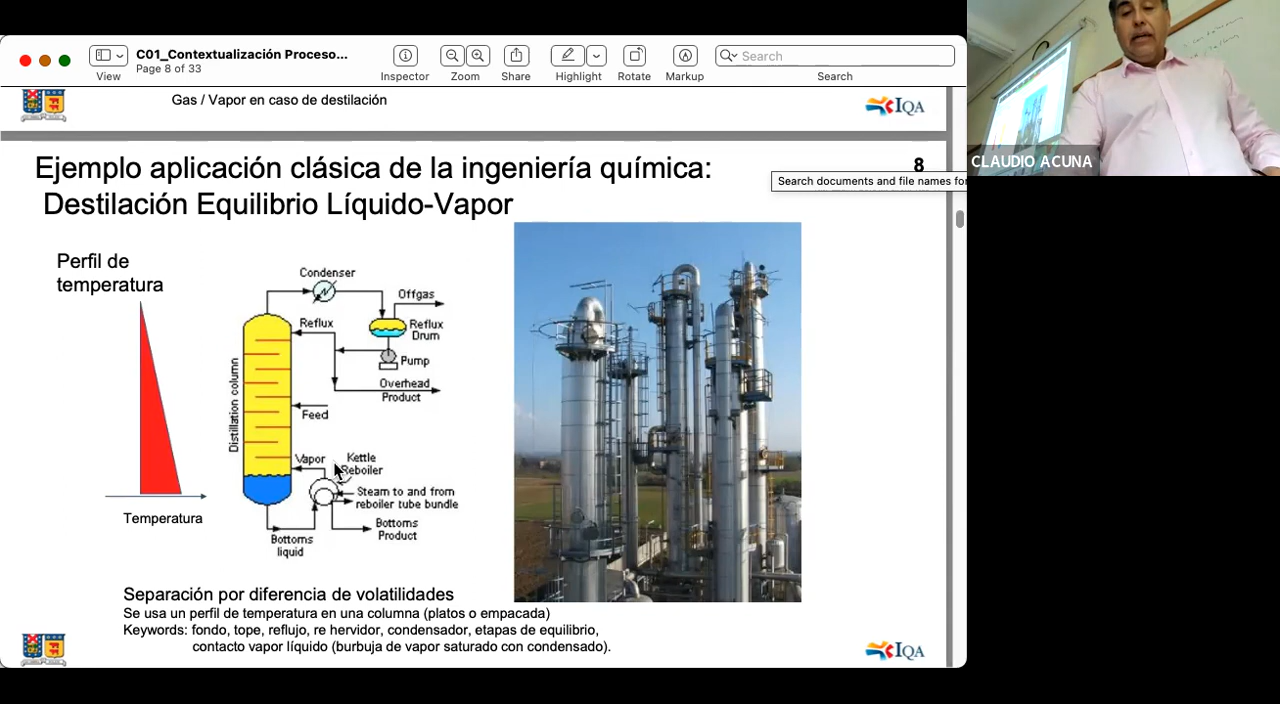 C01_Contextualización Proceso...
Page 8 of 33
View
Inspector
Zoom
Share
Highlight
Rotate
Markup
Search
Search
Gas / Vapor en caso de destilación
IQA
CLAUDIO ACUNA
Ejemplo aplicación clásica de la ingeniería química:
8
Search documents and file names for
Destilación Equilibrio Líquido-Vapor
Perfil de
temperatura
Temperatura
Condenser
Offgas
Reflux
Reflux
Drum
Pump
Overhead
Product
Distillation column
Feed
Vapor
Kettle
Reboiler
Steam to and from
reboiler tube bundle
Bottoms
Product
Bottoms
liquid
Separación por diferencia de volatilidades
Se usa un perfil de temperatura en una columna (platos o empacada)
Keywords: fondo, tope, reflujo, re hervidor, condensador, etapas de equilibrio,
contacto vapor líquido (burbuja de vapor saturado con condensado).
IQA